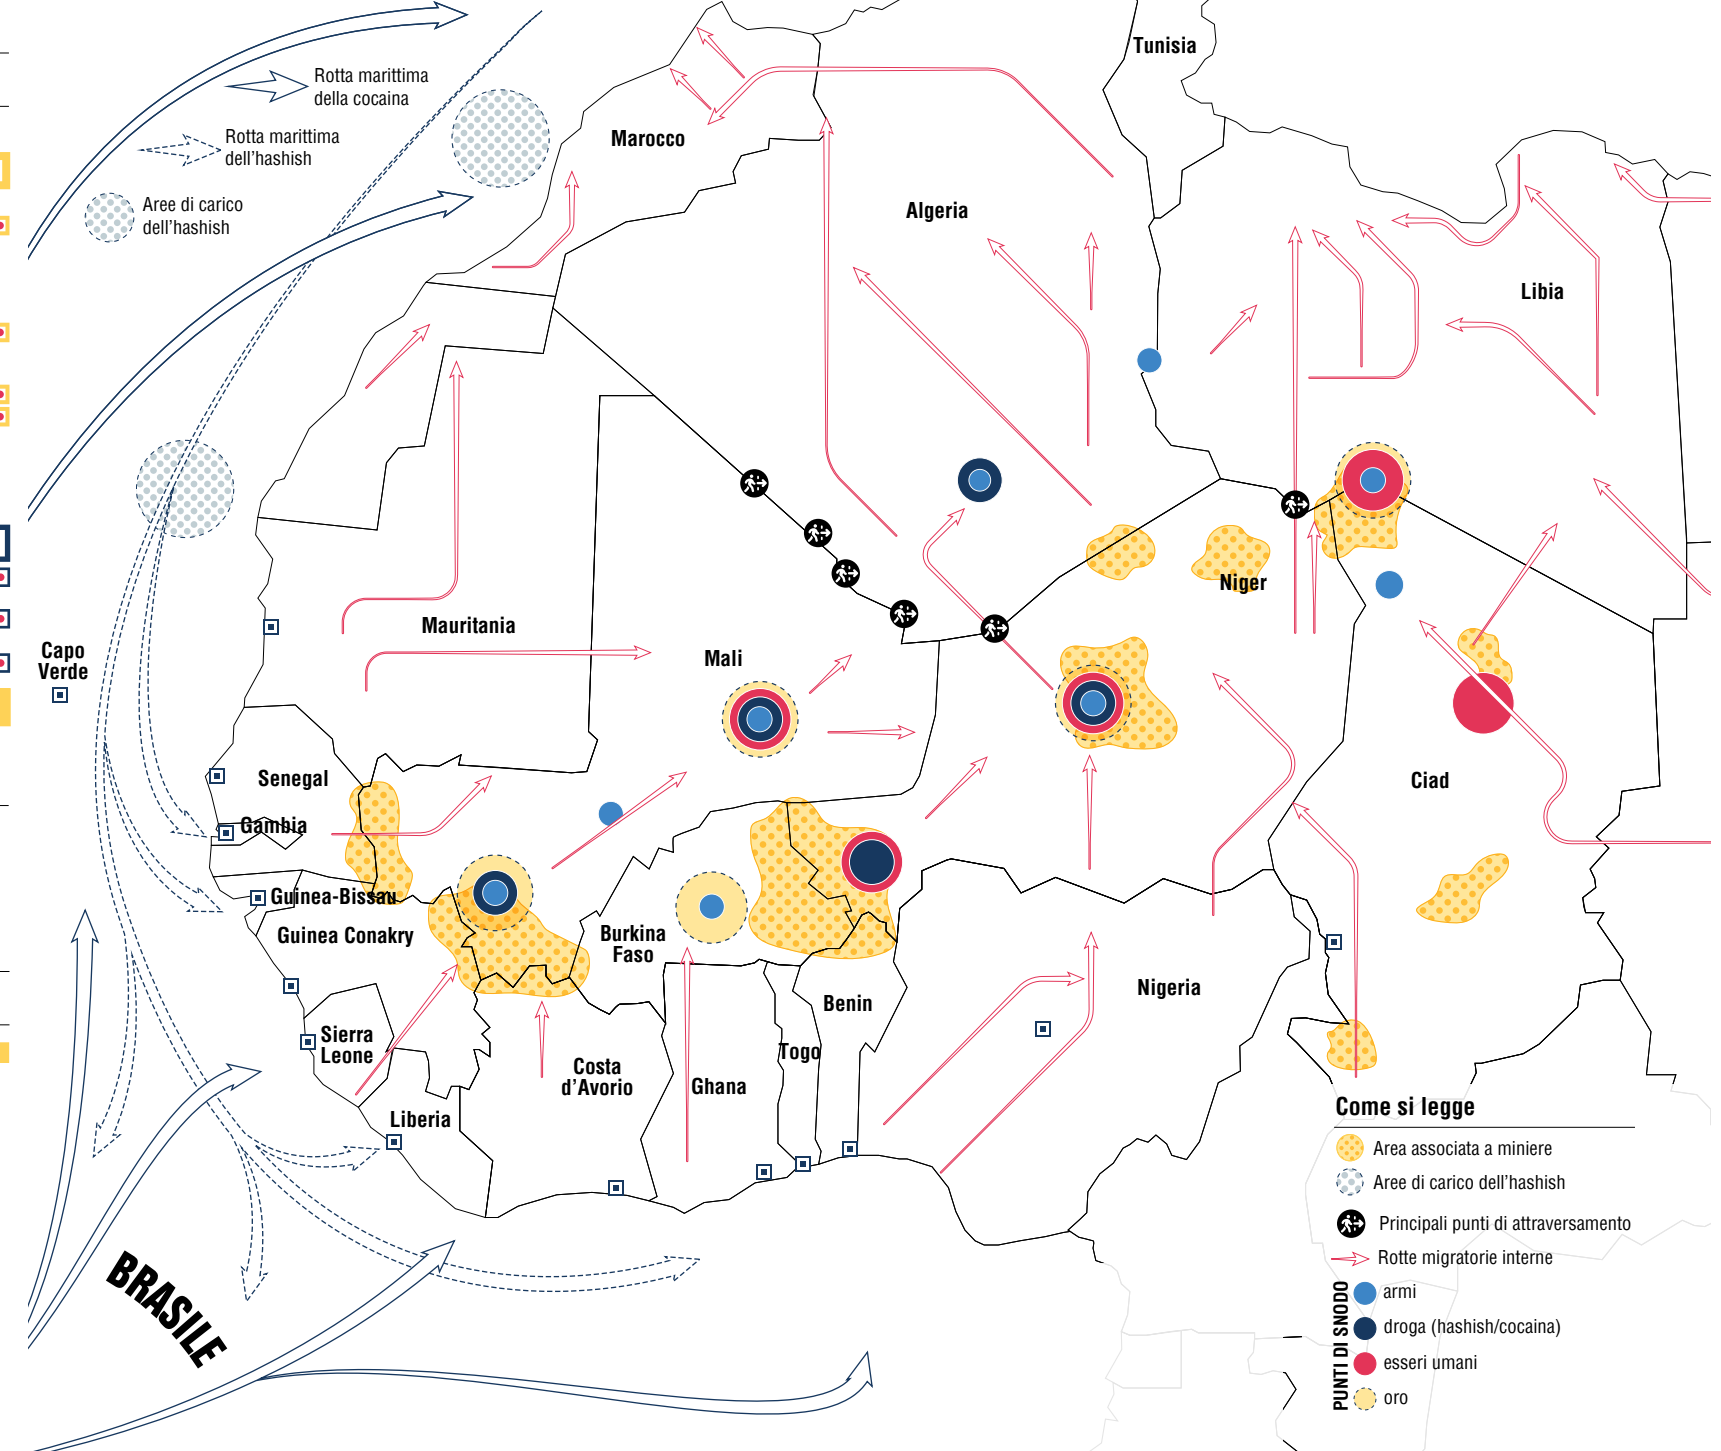 Rotta marittima
della cocaina
Rotta marittima
dell'hashish
Aree di carico
dell'hashish
Tunisia
Marocco
Algeria
Libia
Niger
Mauritania
Mali
Capo
Verde
Senegal
Gambia
Ciad
Guinea-Bissau
Guinea Conakry
Burkina
Faso
Sierra
Leone
Liberia
Costa
d'Avorio
Ghana
Togo
Benin
Nigeria
BRASILE
Come si legge
Area associata a miniere
Aree di carico dell'hashish
Principali punti di attraversamento
Rotte migratorie interne
PUNTI DI SNODO
armi
droga (hashish/cocaina)
esseri umani
oro